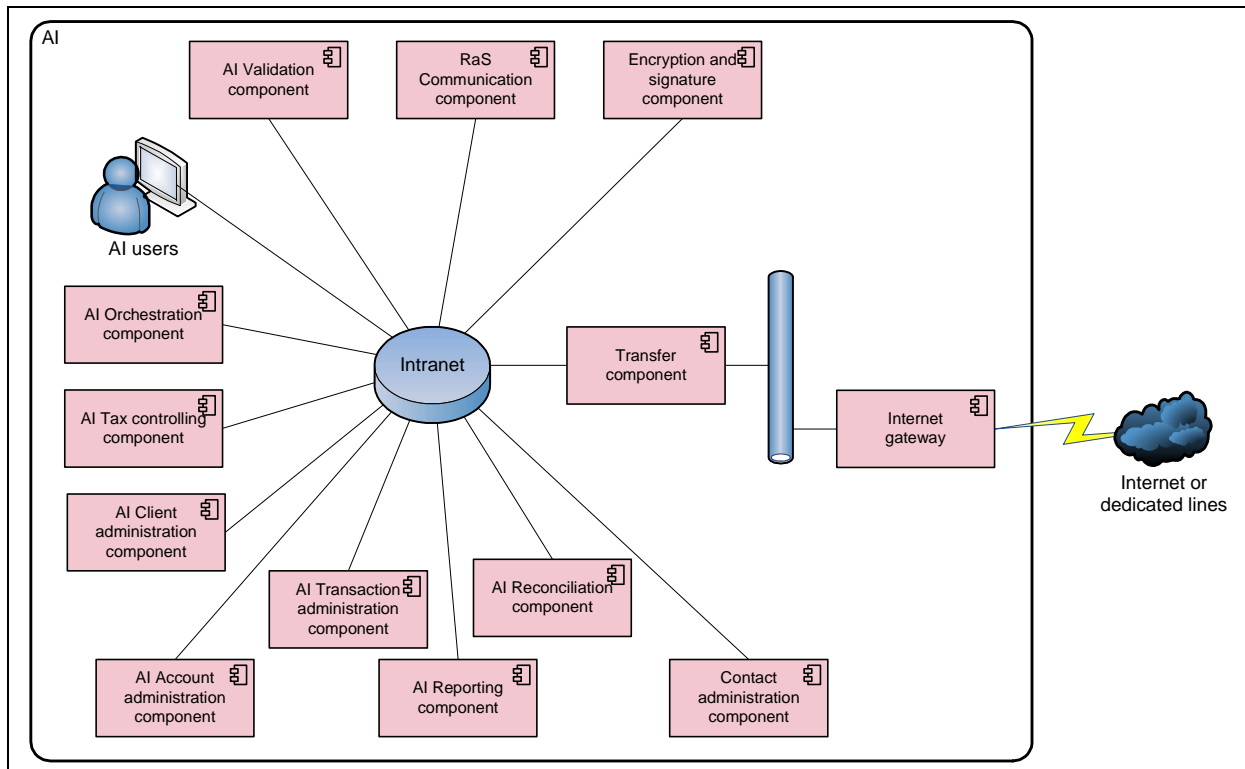 AI
AI Validation
component
RaS
Communication
component
Encryption and
signature
component
AI users
AI Orchestration
component
Intranet
Transfer
component
AI Tax controlling
component
Internet
gateway
Internet or
dedicated lines
AI Client
administration
component
AI Transaction
administration
component
AI Reconciliation
component
AI Account
administration
component
AI Reporting
component
Contact
administration
component